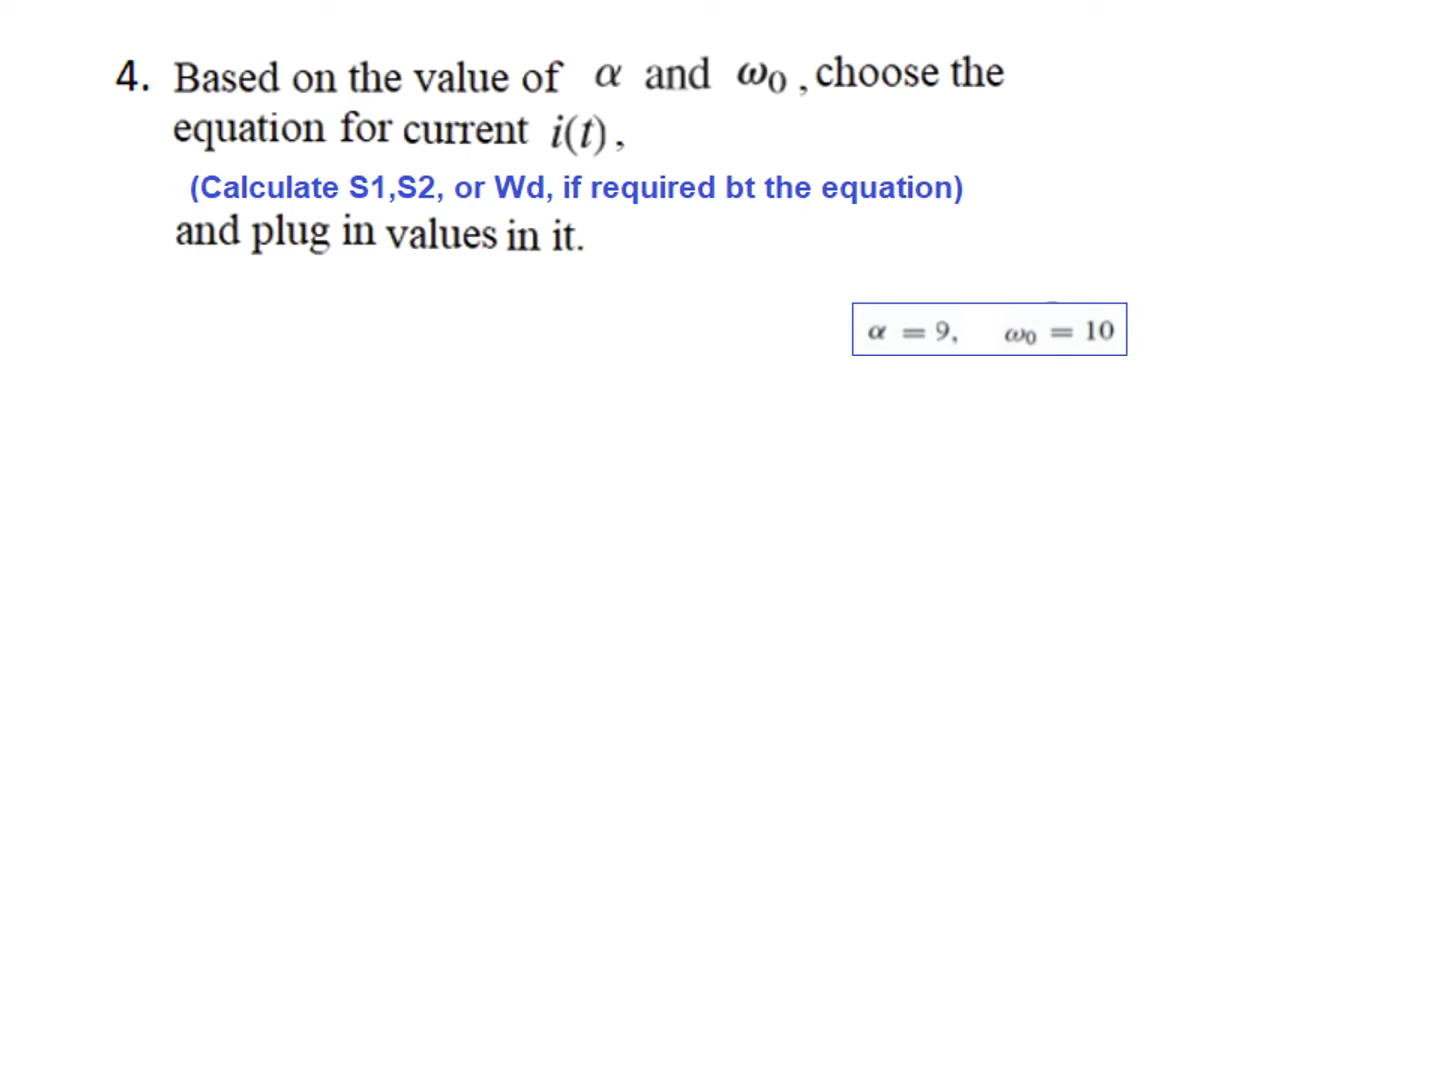 4. Based on the value of α and ω₀, choose the
equation for current i(t),
(Calculate S1,S2, or Wd, if required bt the equation)
and plug in values in it.
α = 9, ω₀ = 10